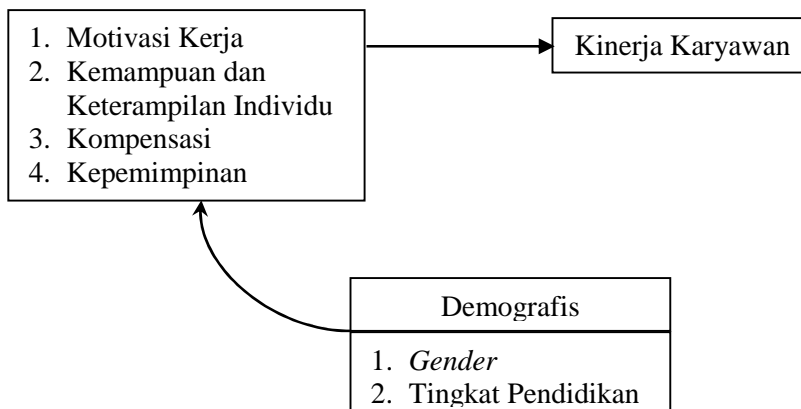 1. Motivasi Kerja
2. Kemampuan dan
Keterampilan Individu
3. Kompensasi
4. Kepemimpinan
Kinerja Karyawan
Demografis
1. Gender
2. Tingkat Pendidikan